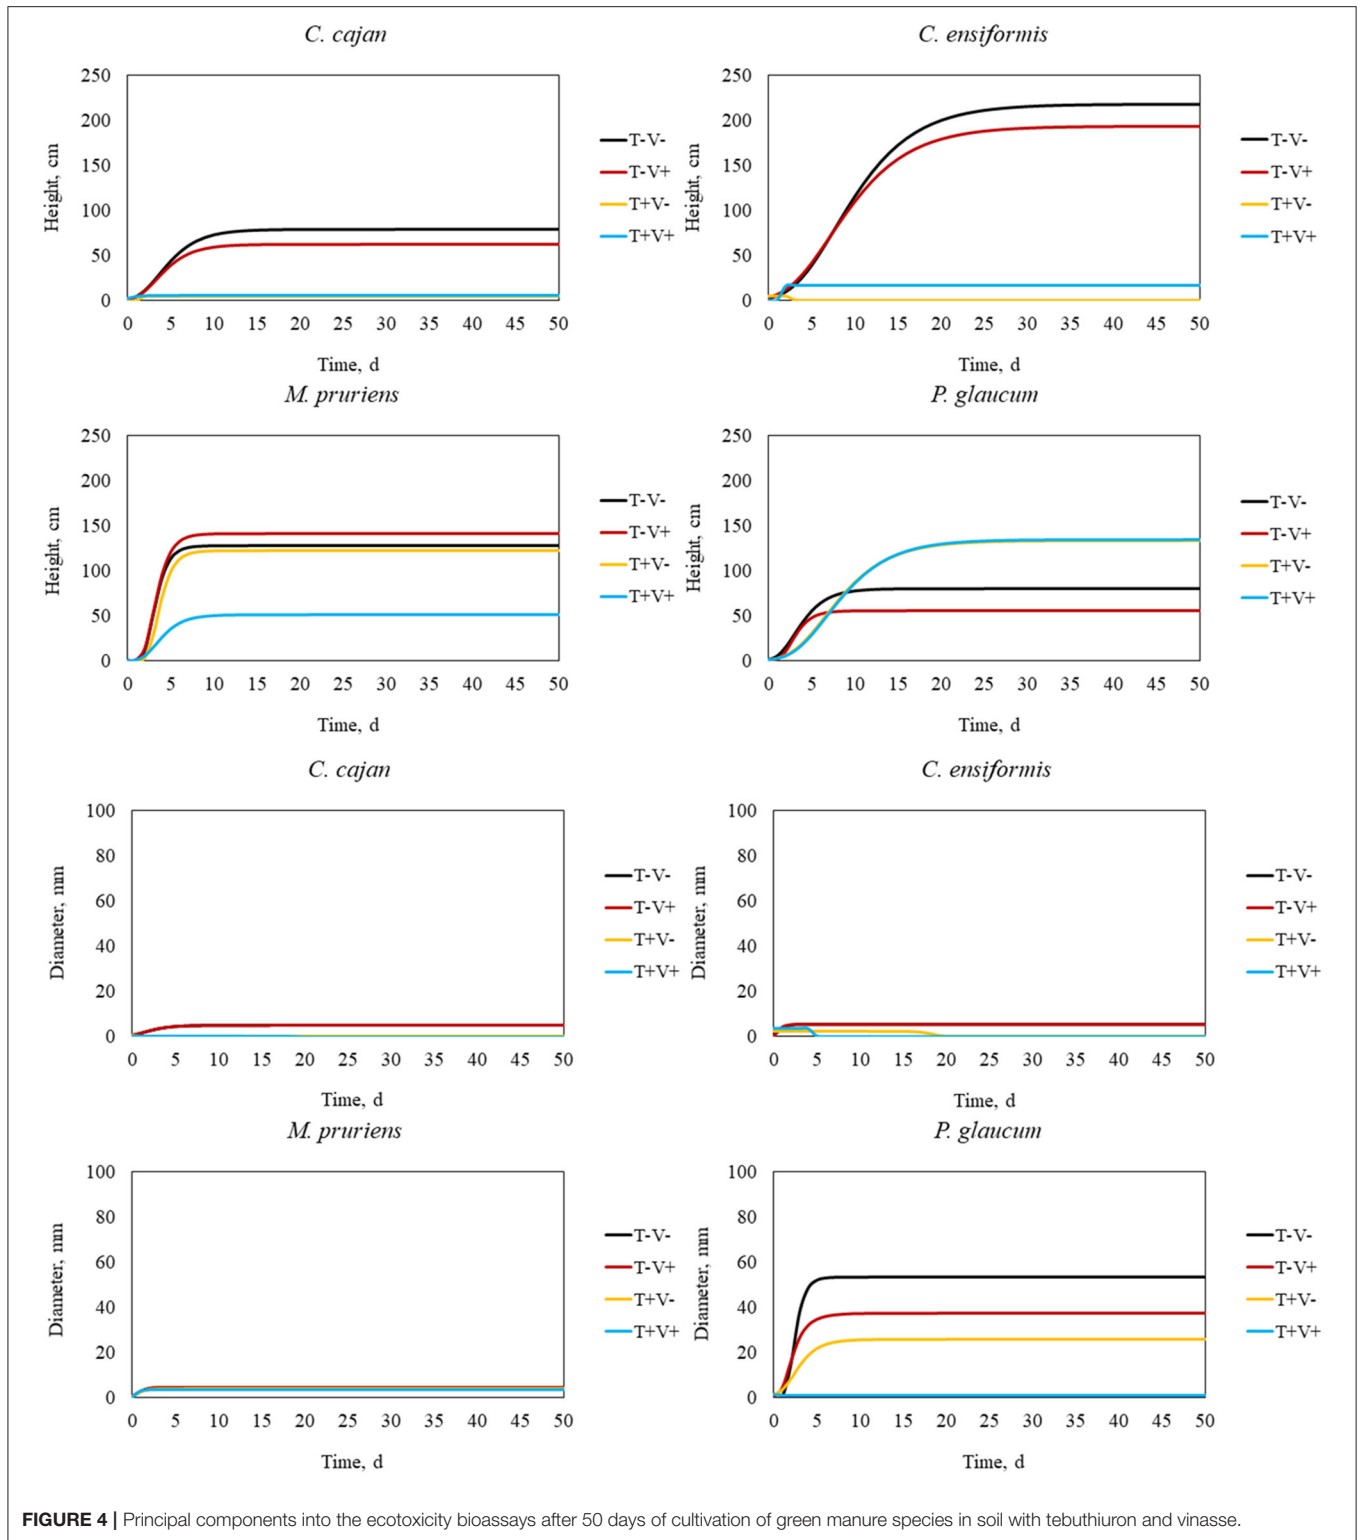 C. cajan
250
200
150
100
50
0
Height, cm
0 5 10 15 20 25 30 35 40 45 50
Time, d
T-V-
T-V+
T+V-
T+V+
C. ensiformis
250
200
150
100
50
0
Height, cm
0 5 10 15 20 25 30 35 40 45 50
Time, d
T-V-
T-V+
T+V-
T+V+
M. pruriens
250
200
150
100
50
0
Height, cm
0 5 10 15 20 25 30 35 40 45 50
Time, d
T-V-
T-V+
T+V-
T+V+
P. glaucum
250
200
150
100
50
0
Height, cm
0 5 10 15 20 25 30 35 40 45 50
Time, d
T-V-
T-V+
T+V-
T+V+
C. cajan
100
80
60
40
20
0
Diameter, mm
0 5 10 15 20 25 30 35 40 45 50
Time, d
T-V-
T-V+
T+V-
T+V+
C. ensiformis
100
80
60
40
20
0
Diameter, mm
0 5 10 15 20 25 30 35 40 45 50
Time, d
T-V-
T-V+
T+V-
T+V+
M. pruriens
100
80
60
40
20
0
Diameter, mm
0 5 10 15 20 25 30 35 40 45 50
Time, d
T-V-
T-V+
T+V-
T+V+
P. glaucum
100
80
60
40
20
0
Diameter, mm
0 5 10 15 20 25 30 35 40 45 50
Time, d
T-V-
T-V+
T+V-
T+V+
FIGURE 4 | Principal components into the ecotoxicity bioassays after 50 days of cultivation of green manure species in soil with tebuthiuron and vinasse.